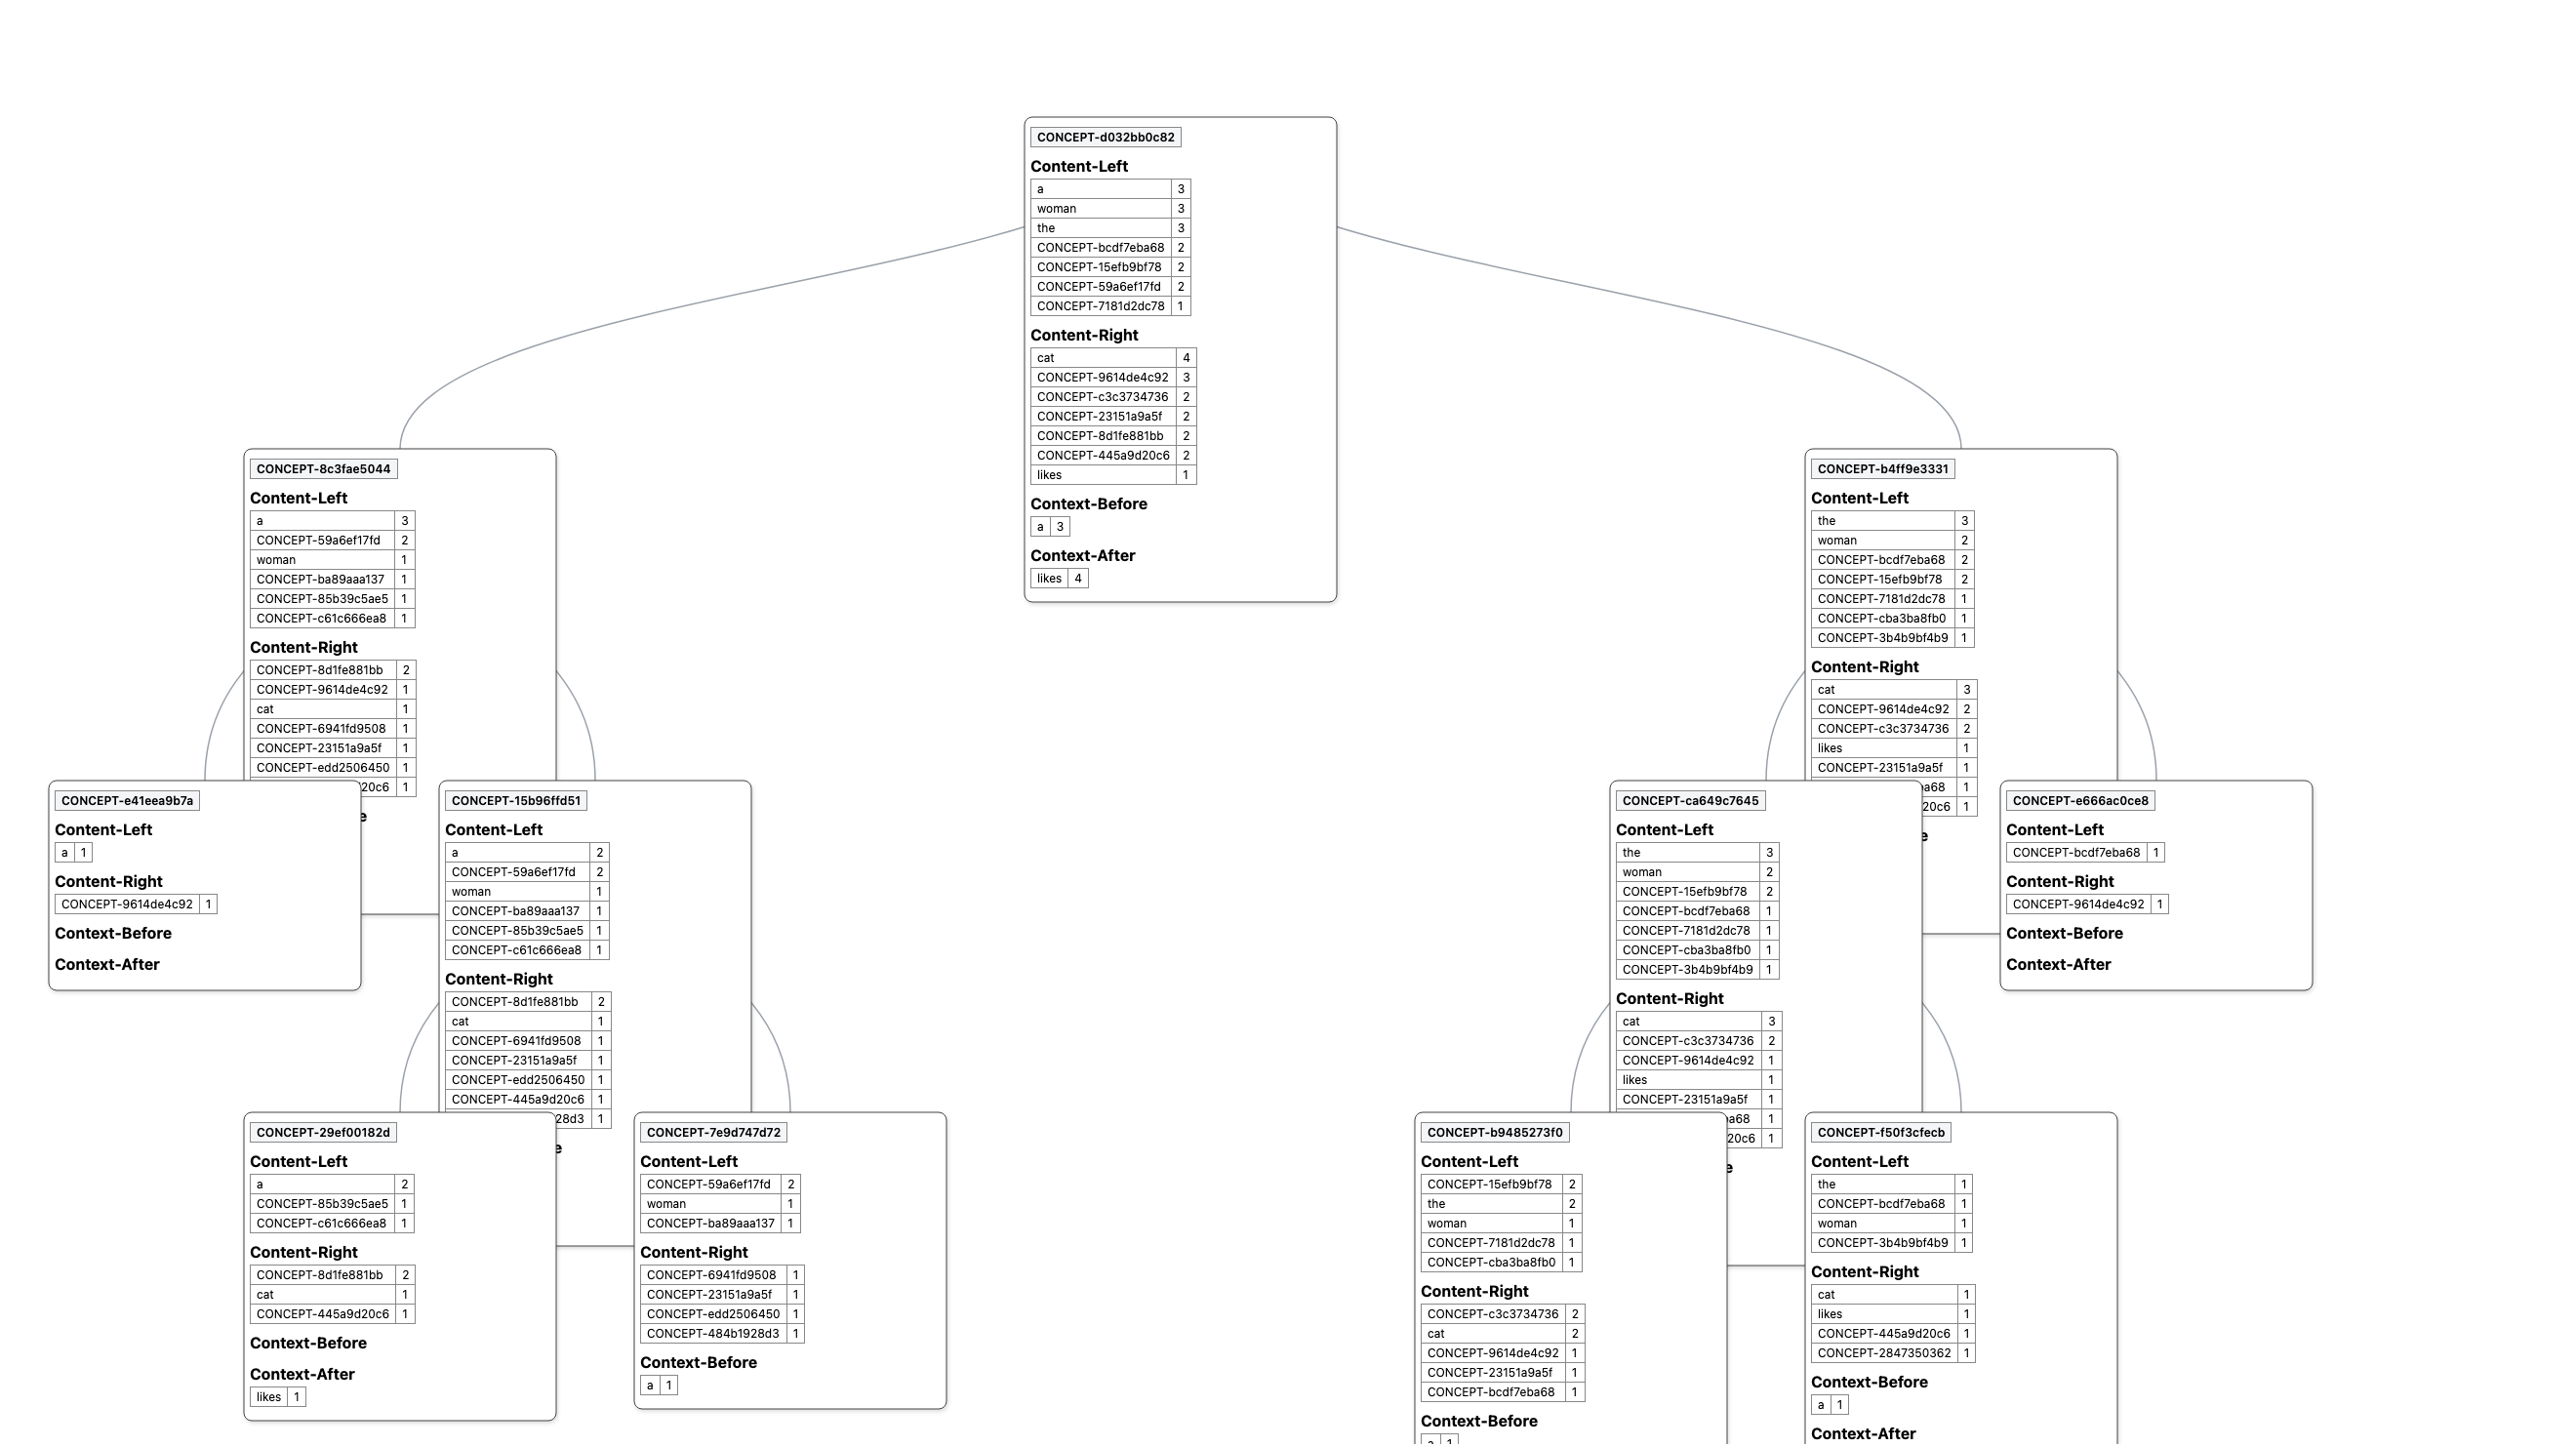 CONCEPT-d032bb0c82
Content-Left
a 3
woman 3
the 3
CONCEPT-bcdf7eba68 2
CONCEPT-15efb9bf78 2
CONCEPT-59a6ef17fd 2
CONCEPT-7181d2dc78 1
Content-Right
cat 4
CONCEPT-9614de4c92 3
CONCEPT-c3c3734736 2
CONCEPT-23151a9a5f 2
CONCEPT-8d1fe881bb 2
CONCEPT-445a9d20c6 2
likes 1
Context-Before
a 3
Context-After
likes 4
CONCEPT-8c3fae5044
Content-Left
a 3
CONCEPT-59a6ef17fd 2
woman 1
CONCEPT-ba89aaa137 1
CONCEPT-85b39c5ae5 1
CONCEPT-c61c666ea8 1
Content-Right
CONCEPT-8d1fe881bb 2
CONCEPT-9614de4c92 1
cat 1
CONCEPT-6941fd9508 1
CONCEPT-23151a9a5f 1
CONCEPT-edd2506450 1
20c6 1
e
CONCEPT-b4ff9e3331
Content-Left
the 3
woman 2
CONCEPT-bcdf7eba68 2
CONCEPT-15efb9bf78 2
CONCEPT-7181d2dc78 1
CONCEPT-cba3ba8fb0 1
CONCEPT-3b4b9bf4b9 1
Content-Right
cat 3
CONCEPT-9614de4c92 2
CONCEPT-c3c3734736 2
likes 1
CONCEPT-23151a9a5f 1
a68 1
20c6 1
e
CONCEPT-e41eea9b7a
Content-Left
a 1
Content-Right
CONCEPT-9614de4c92 1
Context-Before
Context-After
CONCEPT-15b96ffd51
Content-Left
a 2
CONCEPT-59a6ef17fd 2
woman 1
CONCEPT-ba89aaa137 1
CONCEPT-85b39c5ae5 1
CONCEPT-c61c666ea8 1
Content-Right
CONCEPT-8d1fe881bb 2
cat 1
CONCEPT-6941fd9508 1
CONCEPT-23151a9a5f 1
CONCEPT-edd2506450 1
CONCEPT-445a9d20c6 1
28d3 1
e
CONCEPT-ca649c7645
Content-Left
the 3
woman 2
CONCEPT-15efb9bf78 2
CONCEPT-bcdf7eba68 1
CONCEPT-7181d2dc78 1
CONCEPT-cba3ba8fb0 1
CONCEPT-3b4b9bf4b9 1
Content-Right
cat 3
CONCEPT-c3c3734736 2
CONCEPT-9614de4c92 1
likes 1
CONCEPT-23151a9a5f 1
a68 1
20c6 1
e
CONCEPT-e666ac0ce8
Content-Left
CONCEPT-bcdf7eba68 1
Content-Right
CONCEPT-9614de4c92 1
Context-Before
Context-After
CONCEPT-29ef00182d
Content-Left
a 2
CONCEPT-85b39c5ae5 1
CONCEPT-c61c666ea8 1
Content-Right
CONCEPT-8d1fe881bb 2
cat 1
CONCEPT-445a9d20c6 1
Context-Before
Context-After
likes 1
CONCEPT-7e9d747d72
Content-Left
CONCEPT-59a6ef17fd 2
woman 1
CONCEPT-ba89aaa137 1
Content-Right
CONCEPT-6941fd9508 1
CONCEPT-23151a9a5f 1
CONCEPT-edd2506450 1
CONCEPT-484b1928d3 1
Context-Before
a 1
CONCEPT-b9485273f0
Content-Left
CONCEPT-15efb9bf78 2
the 2
woman 1
CONCEPT-7181d2dc78 1
CONCEPT-cba3ba8fb0 1
Content-Right
CONCEPT-c3c3734736 2
cat 2
CONCEPT-9614de4c92 1
CONCEPT-23151a9a5f 1
CONCEPT-bcdf7eba68 1
Context-Before
a 1
CONCEPT-f50f3cfecb
Content-Left
the 1
CONCEPT-bcdf7eba68 1
woman 1
CONCEPT-3b4b9bf4b9 1
Content-Right
cat 1
likes 1
CONCEPT-445a9d20c6 1
CONCEPT-2847350362 1
Context-Before
a 1
Context-After